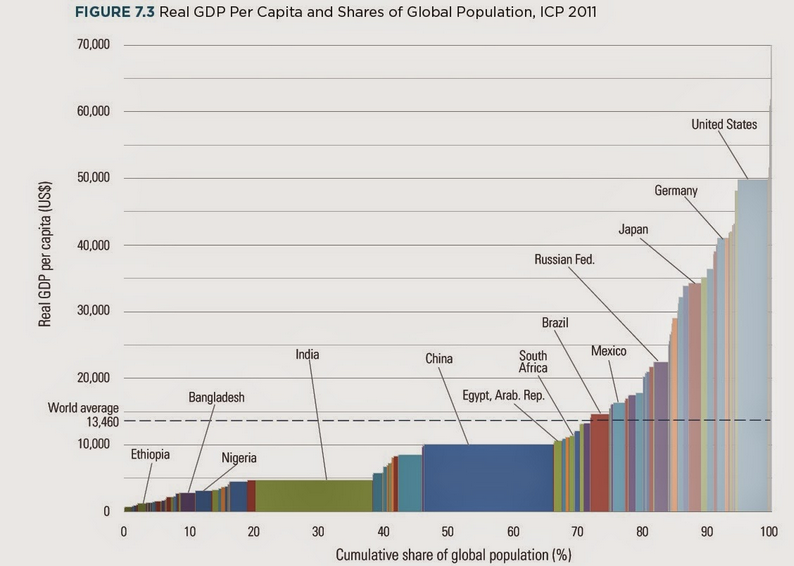 FIGURE 7.3 Real GDP Per Capita and Shares of Global Population, ICP 2011
70,000
60,000
50,000
40,000
30,000
20,000
World average
13,460
10,000
0
Real GDP per capita (US$)
United States
Germany
Japan
Russian Fed.
Brazil
Mexico
South
Africa
Egypt, Arab. Rep.
China
India
Bangladesh
Nigeria
Ethiopia
0 10 20 30 40 50 60 70 80 90 100
Cumulative share of global population (%)